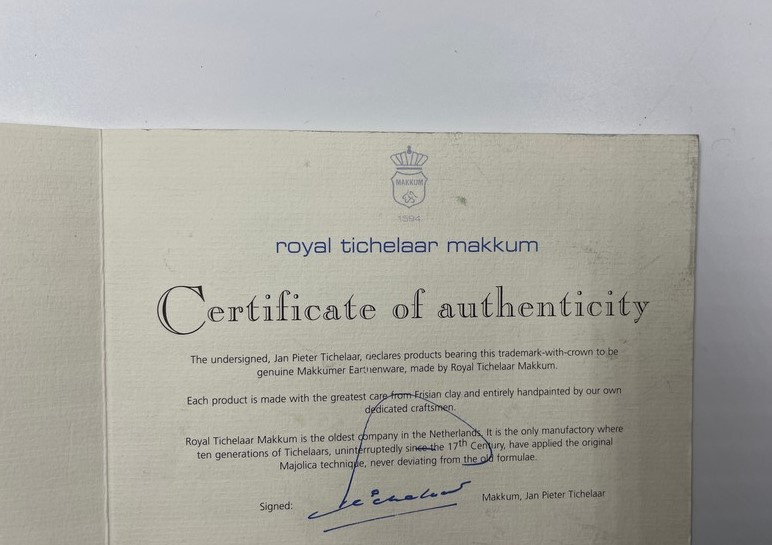 MAKKUM
1594
royal tichelaar makkum
Certificate of authenticity
The undersigned, Jan Pieter Tichelaar, declares products bearing this trademark-with-crown to be
genuine Makkumer Earthenware, made by Royal Tichelaar Makkum.
Each product is made with the greatest care from Frisian clay and entirely handpainted by our own
dedicated craftsmen.
Royal Tichelaar Makkum is the oldest company in the Netherlands. It is the only manufactory where
ten generations of Tichelaars, uninterruptedly since the 17th Century, have applied the original
Majolica technique, never deviating from the old formulae.
Signed: Tichelaar Makkum, Jan Pieter Tichelaar